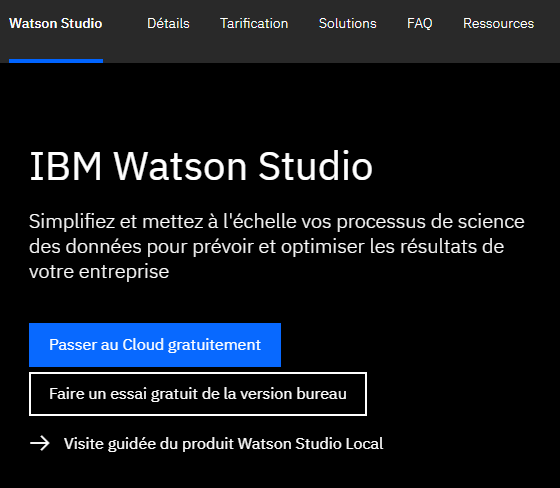 Watson Studio Détails Tarification Solutions FAQ Ressources
IBM Watson Studio
Simplifiez et mettez à l'échelle vos processus de science
des données pour prévoir et optimiser les résultats de
votre entreprise
Passer au Cloud gratuitement
Faire un essai gratuit de la version bureau
→ Visite guidée du produit Watson Studio Local